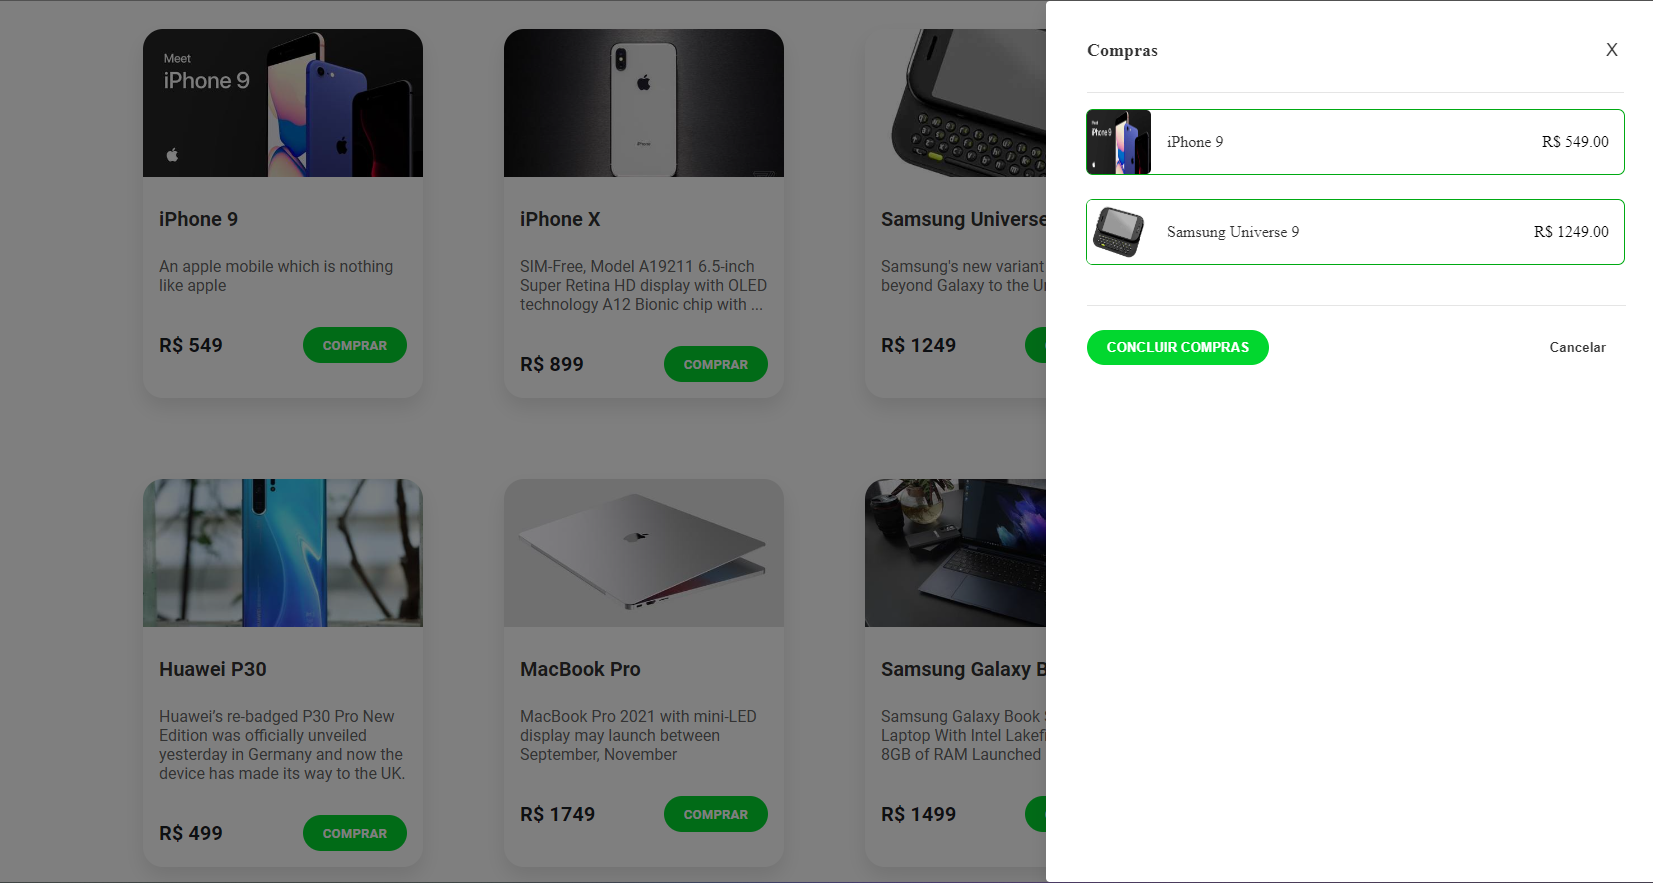 Meet
iPhone 9
iPhone 9
An apple mobile which is nothing
like apple
R$ 549
COMPRAR
iPhone
iPhone X
SIM-Free, Model A19211 6.5-inch
Super Retina HD display with OLED
technology A12 Bionic chip with ...
R$ 899
COMPRAR
Samsung Universe
Samsung's new variant
beyond Galaxy to the
R$ 1249
Huawei P30
Huawei’s re-badged P30 Pro New
Edition was officially unveiled
yesterday in Germany and now the
device has made its way to the UK.
R$ 499
COMPRAR
MacBook Pro
MacBook Pro 2021 with mini-LED
display may launch between
September, November
R$ 1749
COMPRAR
Samsung Galaxy B
Samsung Galaxy Book
Laptop With Intel Lakefi
8GB of RAM Launched
R$ 1499
Compras
X
Meet
iPhone 9
iPhone 9
R$ 549.00
Samsung Universe 9
R$ 1249.00
CONCLUIR COMPRAS
Cancelar